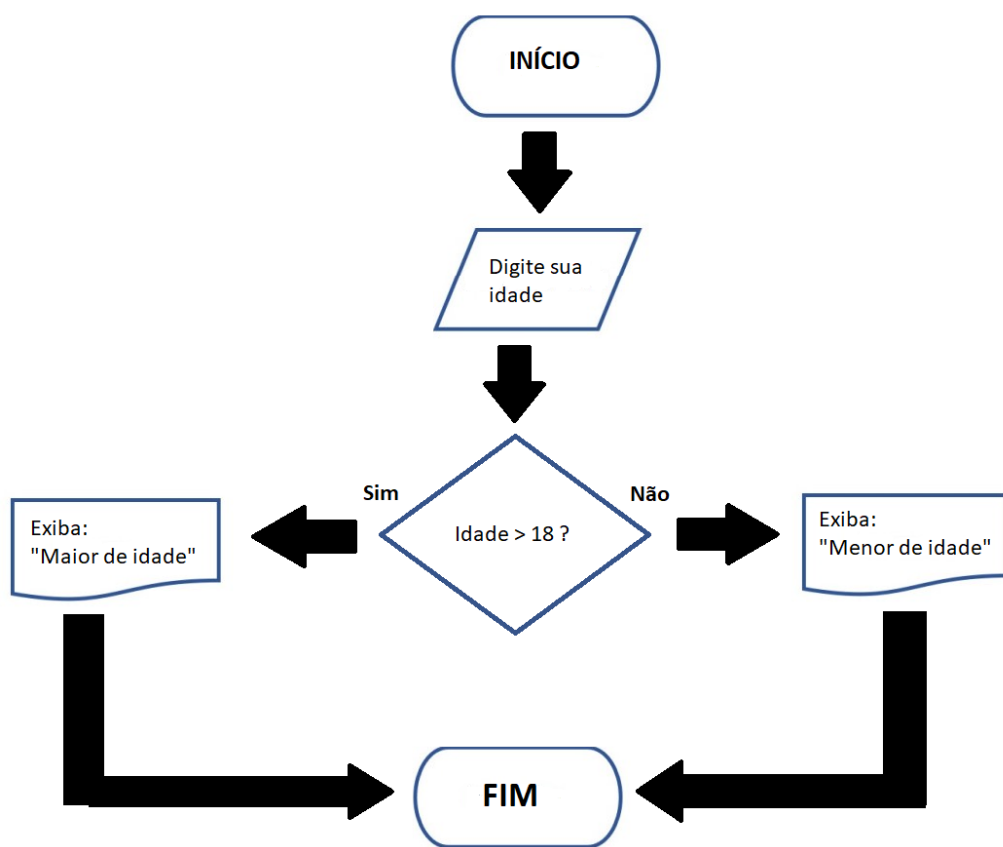 INÍCIO
Digite sua
idade
Sim
Não
Idade > 18 ?
Exiba:
"Maior de idade"
Exiba:
"Menor de idade"
FIM